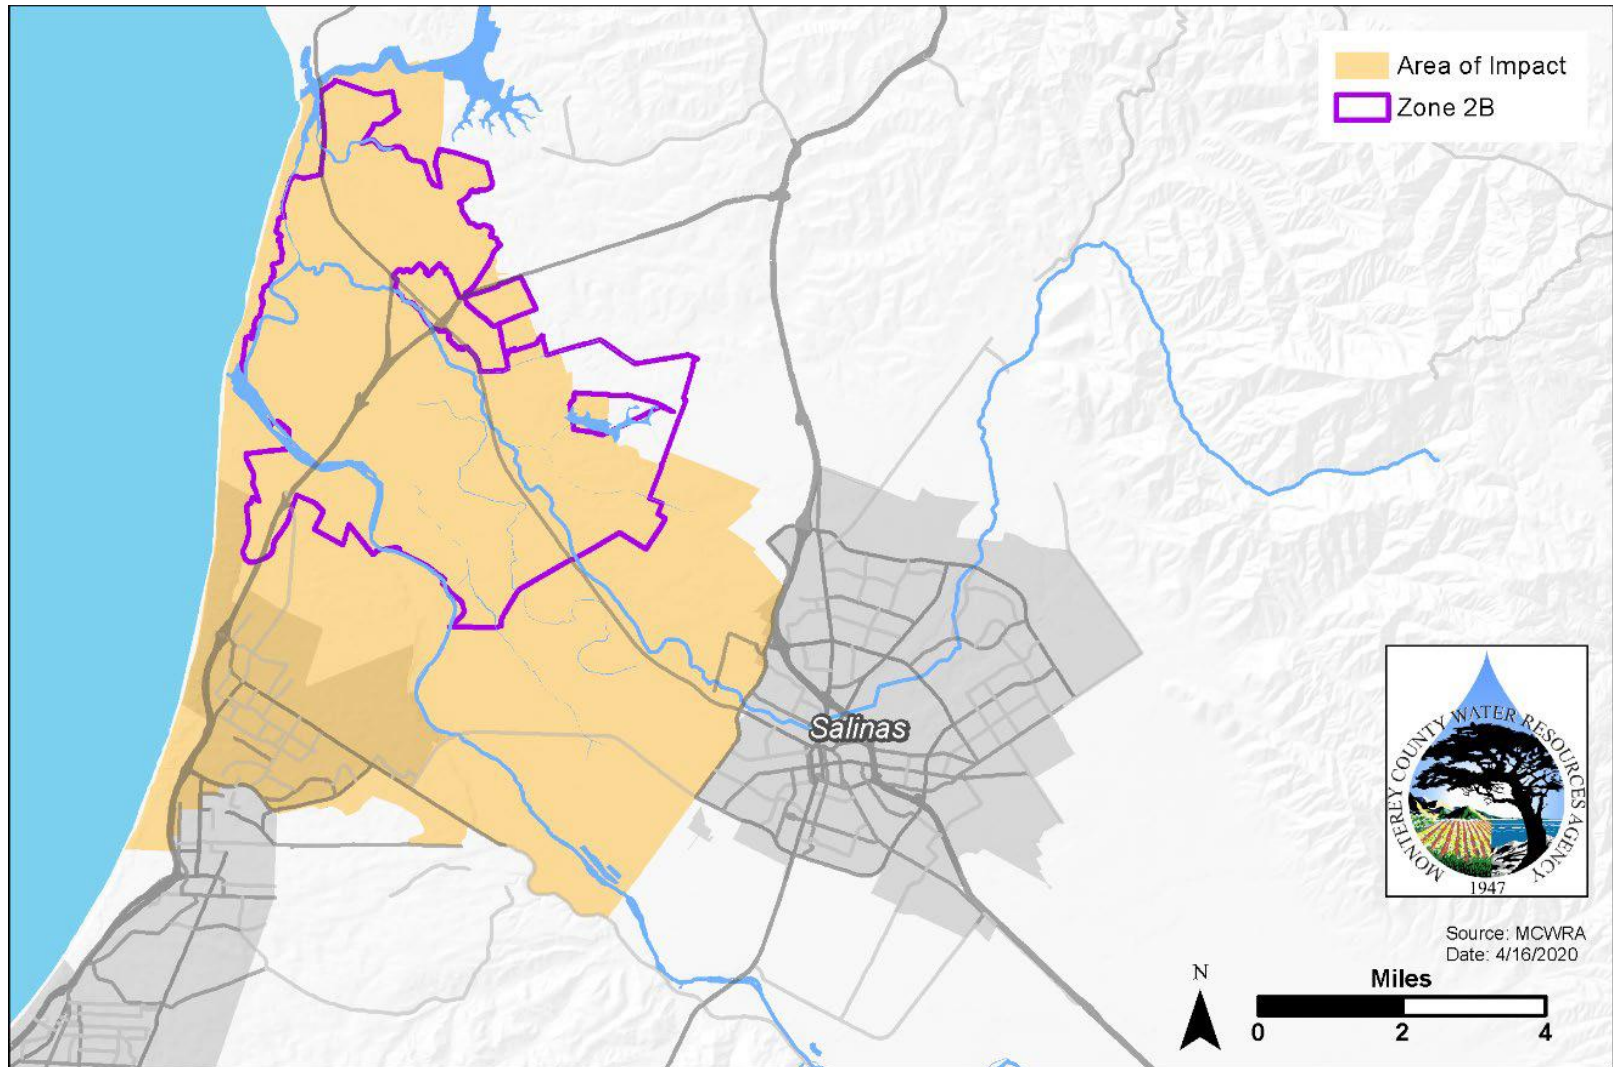 Area of Impact
Zone 2B
Salinas
MONTEREY COUNTY WATER RESOURCES AGENCY
1947
Source: MCWRA
Date: 4/16/2020
N
Miles
0 2 4